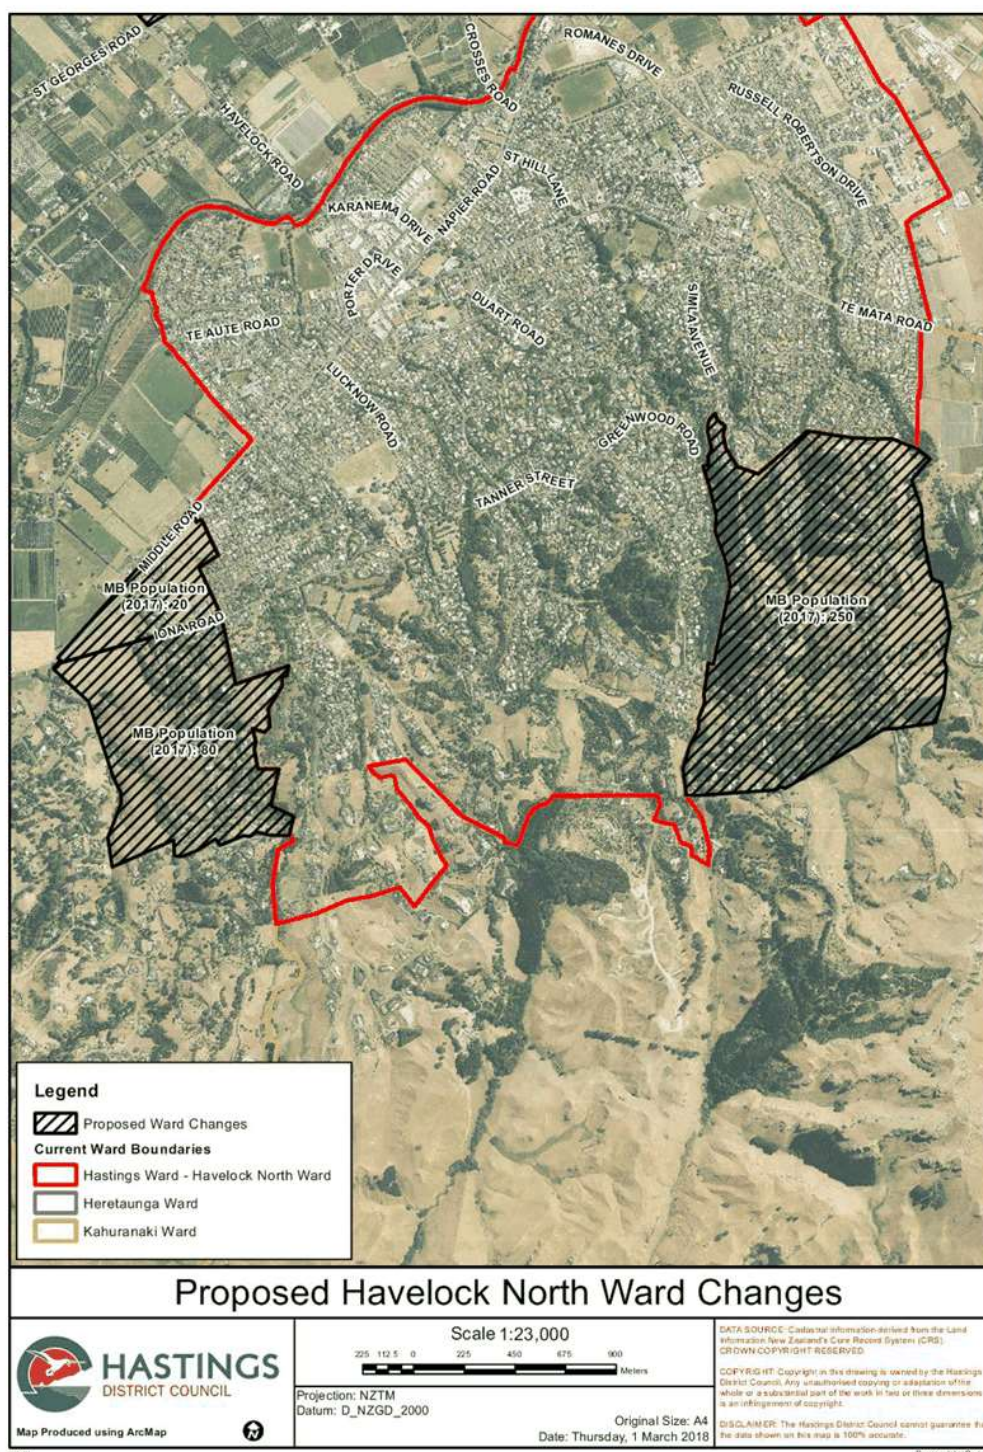 ST GEORGES ROAD
HAVELOCK ROAD
CROSSES ROAD
ROMANES DRIVE
RUSSELL ROBERTSON DRIVE
ST HILL LANE
NAPIER ROAD
KARANEMA DRIVE
PORTER DRIVE
TE AUTE ROAD
DUART ROAD
SIMLA AVENUE
TE MATA ROAD
LUCKNOW ROAD
GREENWOOD ROAD
TANNER STREET
MIDDLE ROAD
MB Population
(2017): 20
IONA ROAD
MB Population
(2017): 250
MB Population
(2017): 80
Legend
Proposed Ward Changes
Current Ward Boundaries
Hastings Ward - Havelock North Ward
Heretaunga Ward
Kahuranaki Ward
Proposed Havelock North Ward Changes
HASTINGS
DISTRICT COUNCIL
Map Produced using ArcMap
Scale 1:23,000
225 112.5 0 225 450 675 900
Meters
Projection: NZTM
Datum: D_NZGD_2000
Original Size: A4
Date: Thursday, 1 March 2018
DATA SOURCE: Cadastral information derived from the Land
Information New Zealand's Core Record System (CRS).
CROWN COPYRIGHT RESERVED.
COPYRIGHT: Copyright in this drawing is owned by the Hastings
District Council. Any unauthorised copying or adaptation of the
whole or a substantial part of the work in two or three dimensions
is an infringement of copyright.
DISCLAIMER: The Hastings District Council cannot guarantee tha
the data shown on this map is 100% accurate.